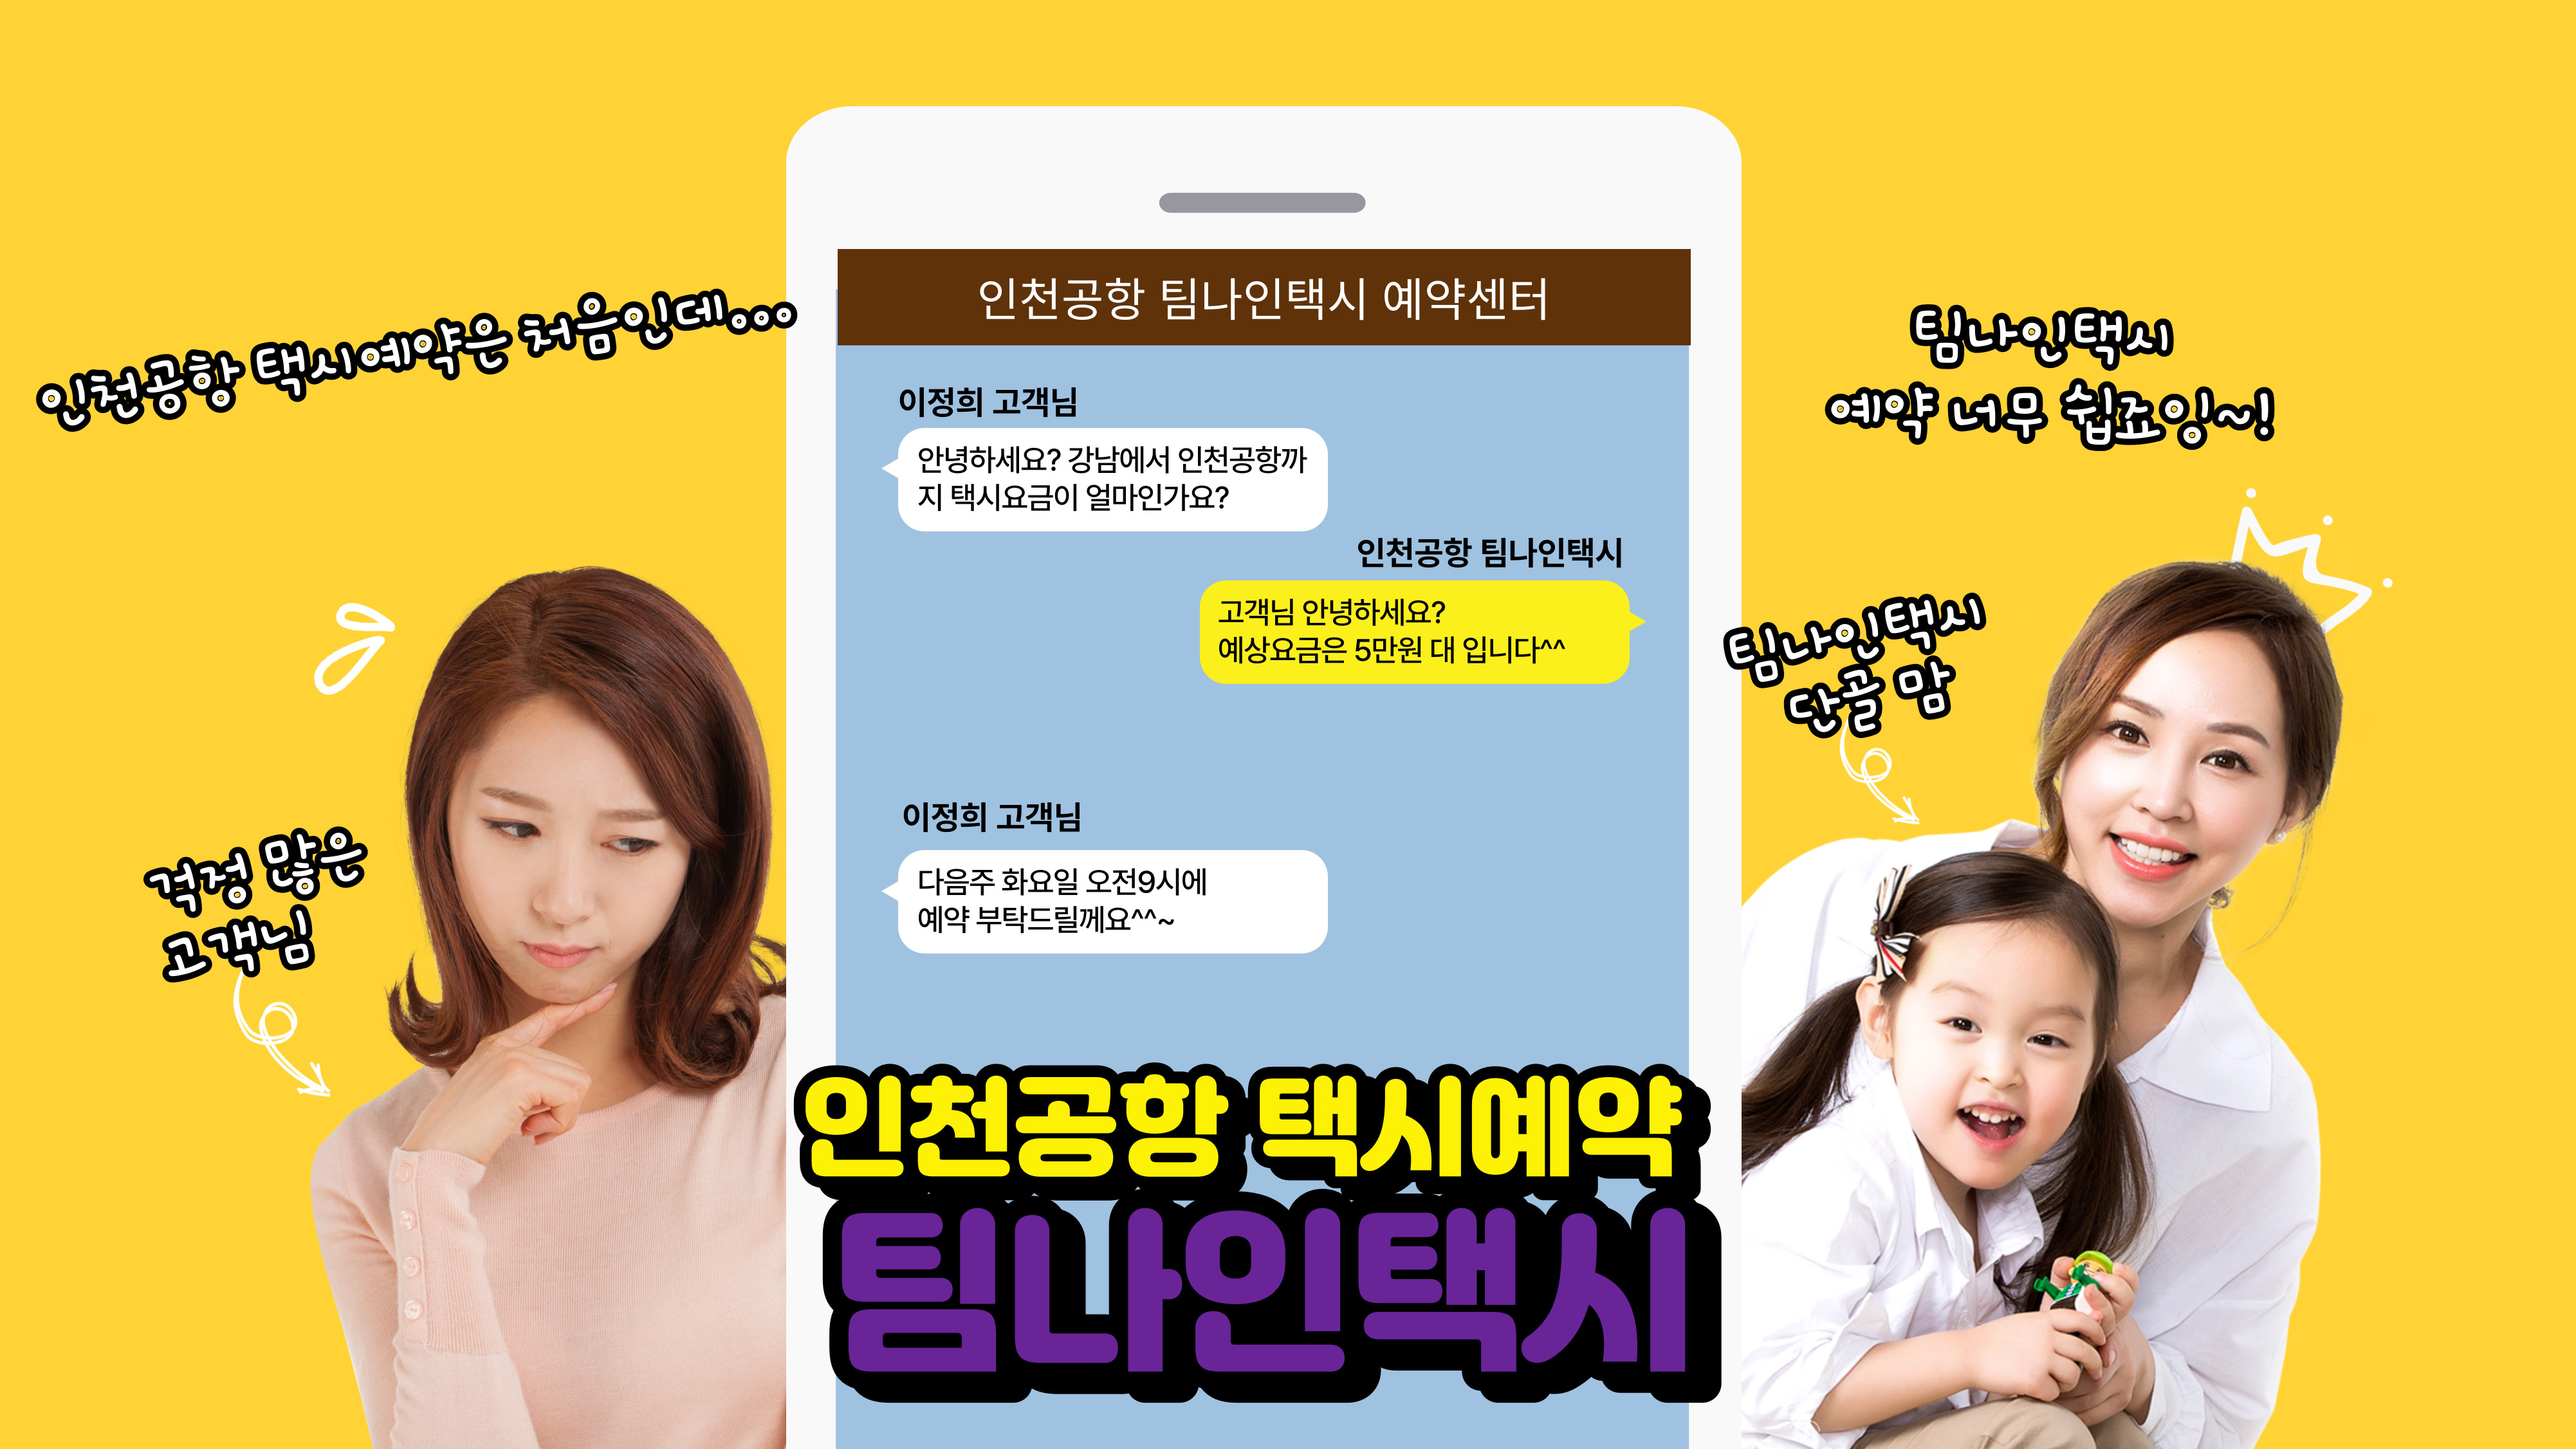 인천공항 택시예약은 처음인데...
걱정 많은
고객님
인천공항 팀나인택시 예약센터
이정희 고객님
안녕하세요? 강남에서 인천공항까
지 택시요금이 얼마인가요?
인천공항 팀나인택시
고객님 안녕하세요?
예상요금은 5만원 대 입니다^^
이정희 고객님
다음주 화요일 오전9시에
예약 부탁드릴께요^^~
인천공항 택시예약
팀나인택시
팀나인택시
예약 너무 쉽죠잉~!
팀나인택시
단골 맘